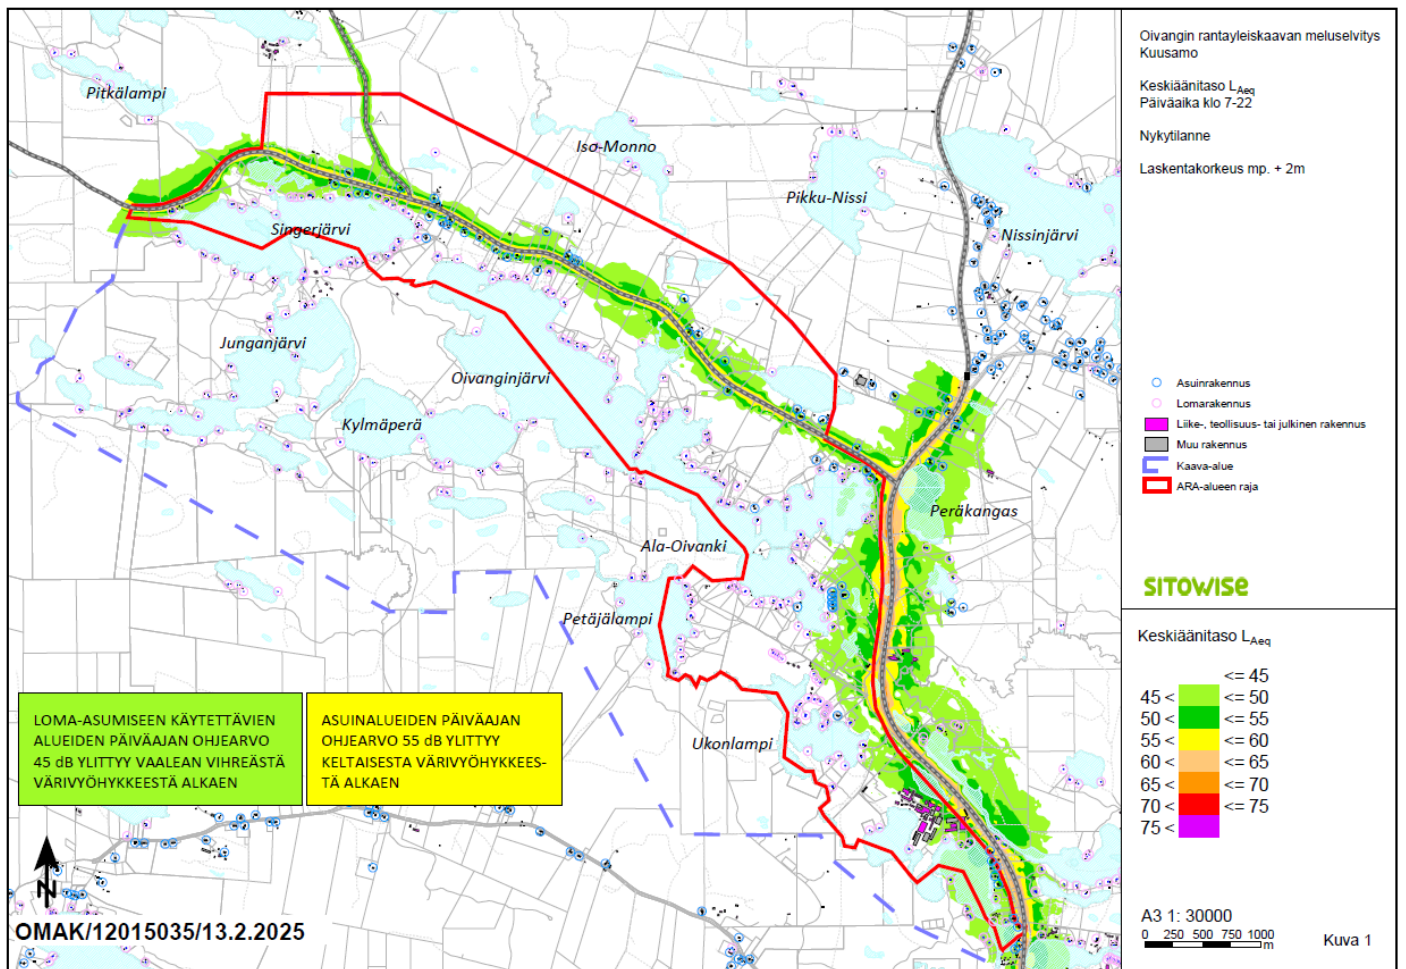 Pitkälampi
Iso-Monno
Pikku-Nissi
Nissinjärvi
Singerjärvi
Junganjärvi
Oivanginjärvi
Kylmäperä
Peräkangas
Ala-Oivanki
Petäjälampi
Ukonlampi
LOMA-ASUMISEEN KÄYTETTÄVIEN
ALUEIDEN PÄIVÄAJAN OHJEARVO
45 dB YLITTYY VAALEAN VIHREÄSTÄ
VÄRIVYÖHYKKEESTÄ ALKAEN
ASUINALUEIDEN PÄIVÄAJAN
OHJEARVO 55 dB YLITTYY
KELTAISESTA VÄRIVYÖHYKKEES-
TÄ ALKAEN
N
OMAK/12015035/13.2.2025
Oivangin rantayleiskaavan meluselvitys
Kuusamo
Keskiäänitaso LAeq
Päiväaika klo 7-22
Nykytilanne
Laskentakorkeus mp. + 2m
Asuinrakennus
Lomarakennus
Liike-, teollisuus- tai julkinen rakennus
Muu rakennus
Kaava-alue
ARA-alueen raja
SITOWISE
Keskiäänitaso LAeq
<= 45
45 < <= 50
50 < <= 55
55 < <= 60
60 < <= 65
65 < <= 70
70 < <= 75
75 <
A3 1: 30000
0 250 500 750 1000
m
Kuva 1